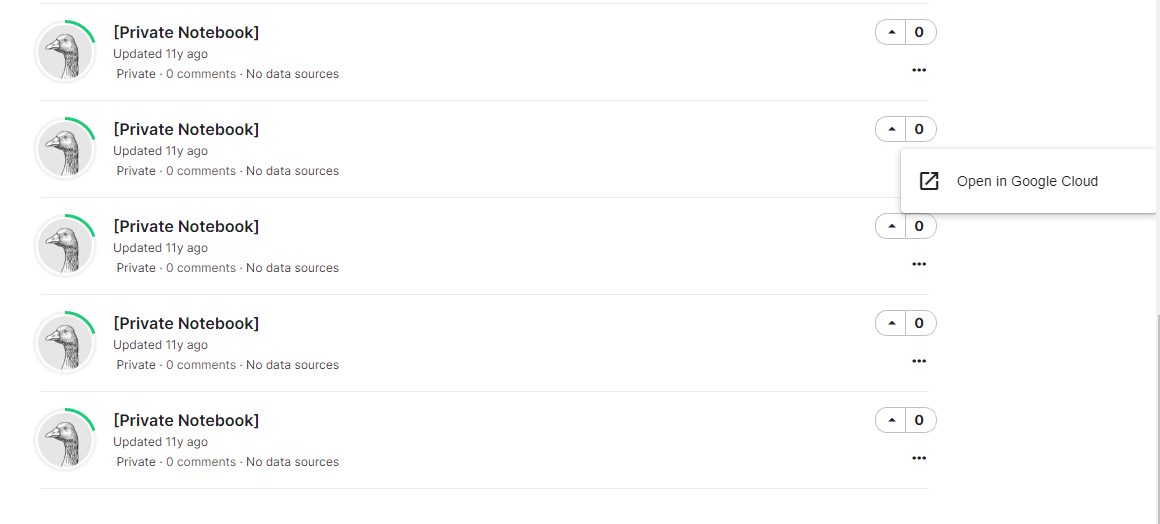 [Private Notebook]
0
Updated 11y ago
Private · 0 comments · No data sources
[Private Notebook]
0
Updated 11y ago
Private · 0 comments · No data sources
Open in Google Cloud
[Private Notebook]
0
Updated 11y ago
Private · 0 comments · No data sources
[Private Notebook]
0
Updated 11y ago
Private · 0 comments · No data sources
[Private Notebook]
0
Updated 11y ago
Private · 0 comments · No data sources